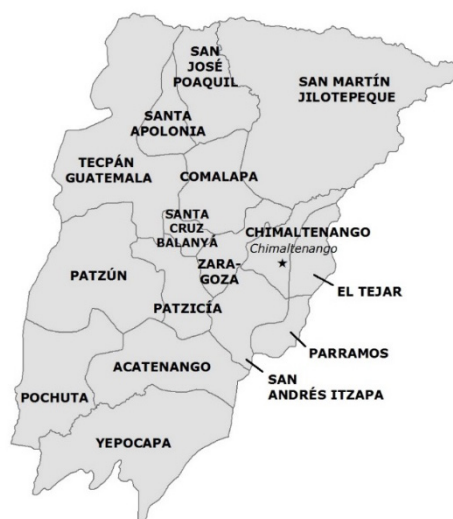 SAN
JOSÉ
POAQUIL
SAN MARTÍN
JILOTEPEQUE
SANTA
APOLONIA
TECPÁN
GUATEMALA
COMALAPA
SANTA
CRUZ
BALANYÁ
CHIMALTENANGO
Chimaltenango
ZARA-
GOZA
PATZÚN
EL TEJAR
PATZICÍA
PARRAMOS
ACATENANGO
SAN
ANDRÉS ITZAPA
POCHUTA
YEPOCAPA